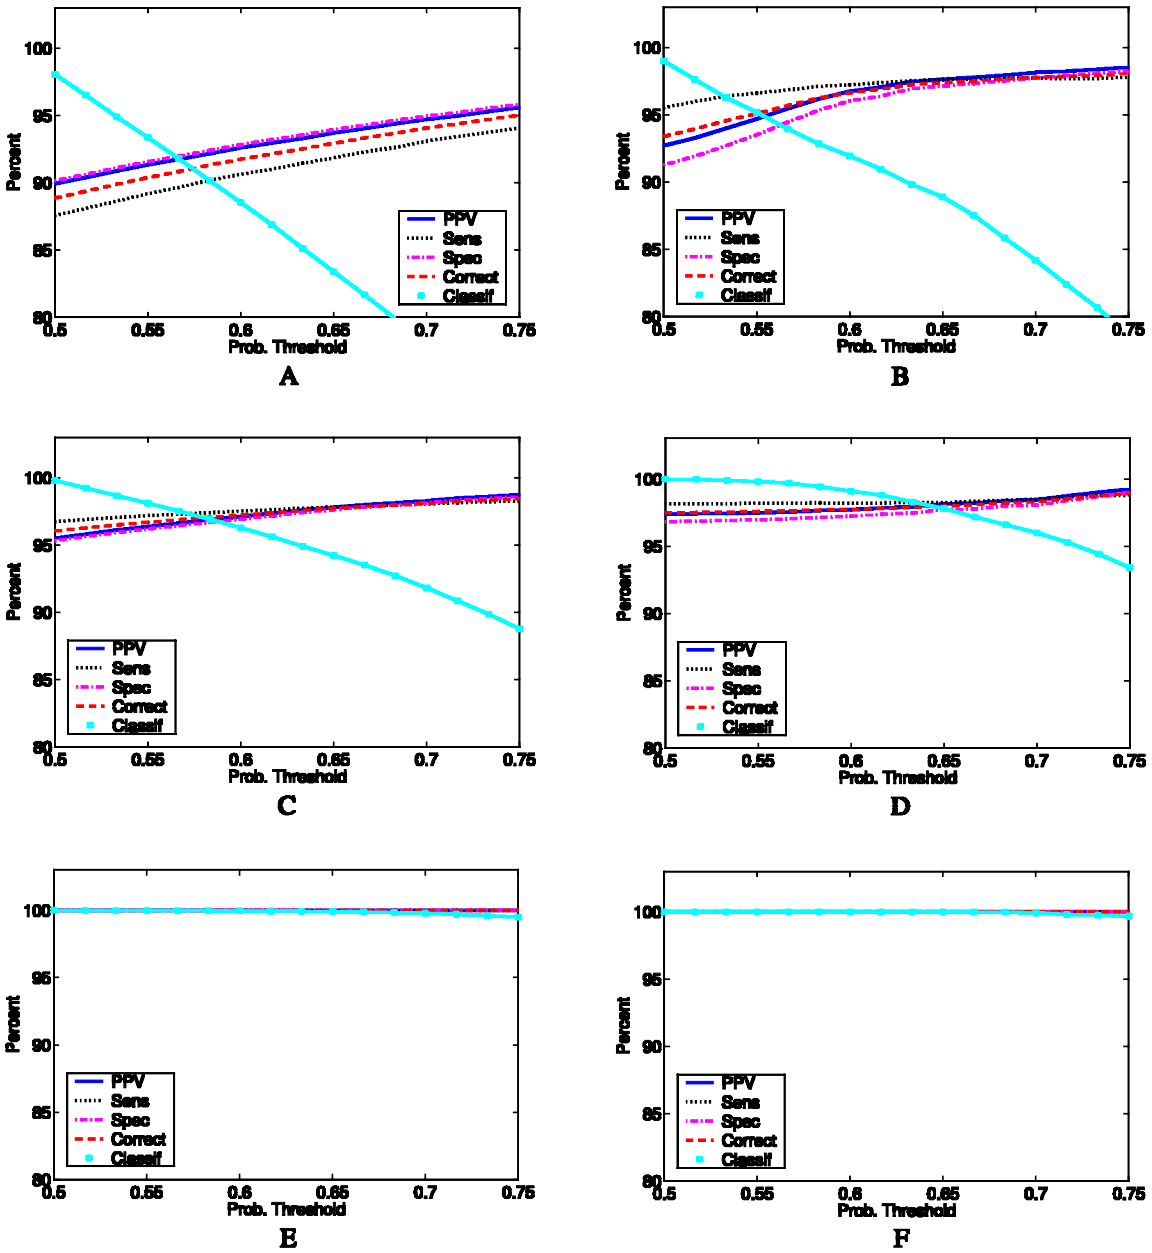 100
95
90
85
80
Percent
0.5
0.55
0.6
0.65
0.7
0.75
Prob. Threshold
PPV
Sens
Spec
Correct
Classif
A
100
95
90
85
80
Percent
0.5
0.55
0.6
0.65
0.7
0.75
Prob. Threshold
PPV
Sens
Spec
Correct
Classif
B
100
95
90
85
80
Percent
0.5
0.55
0.6
0.65
0.7
0.75
Prob. Threshold
PPV
Sens
Spec
Correct
Classif
C
100
95
90
85
80
Percent
0.5
0.55
0.6
0.65
0.7
0.75
Prob. Threshold
PPV
Sens
Spec
Correct
Classif
D
100
95
90
85
80
Percent
0.5
0.55
0.6
0.65
0.7
0.75
Prob. Threshold
PPV
Sens
Spec
Correct
Classif
E
100
95
90
85
80
Percent
0.5
0.55
0.6
0.65
0.7
0.75
Prob. Threshold
PPV
Sens
Spec
Correct
Classif
F